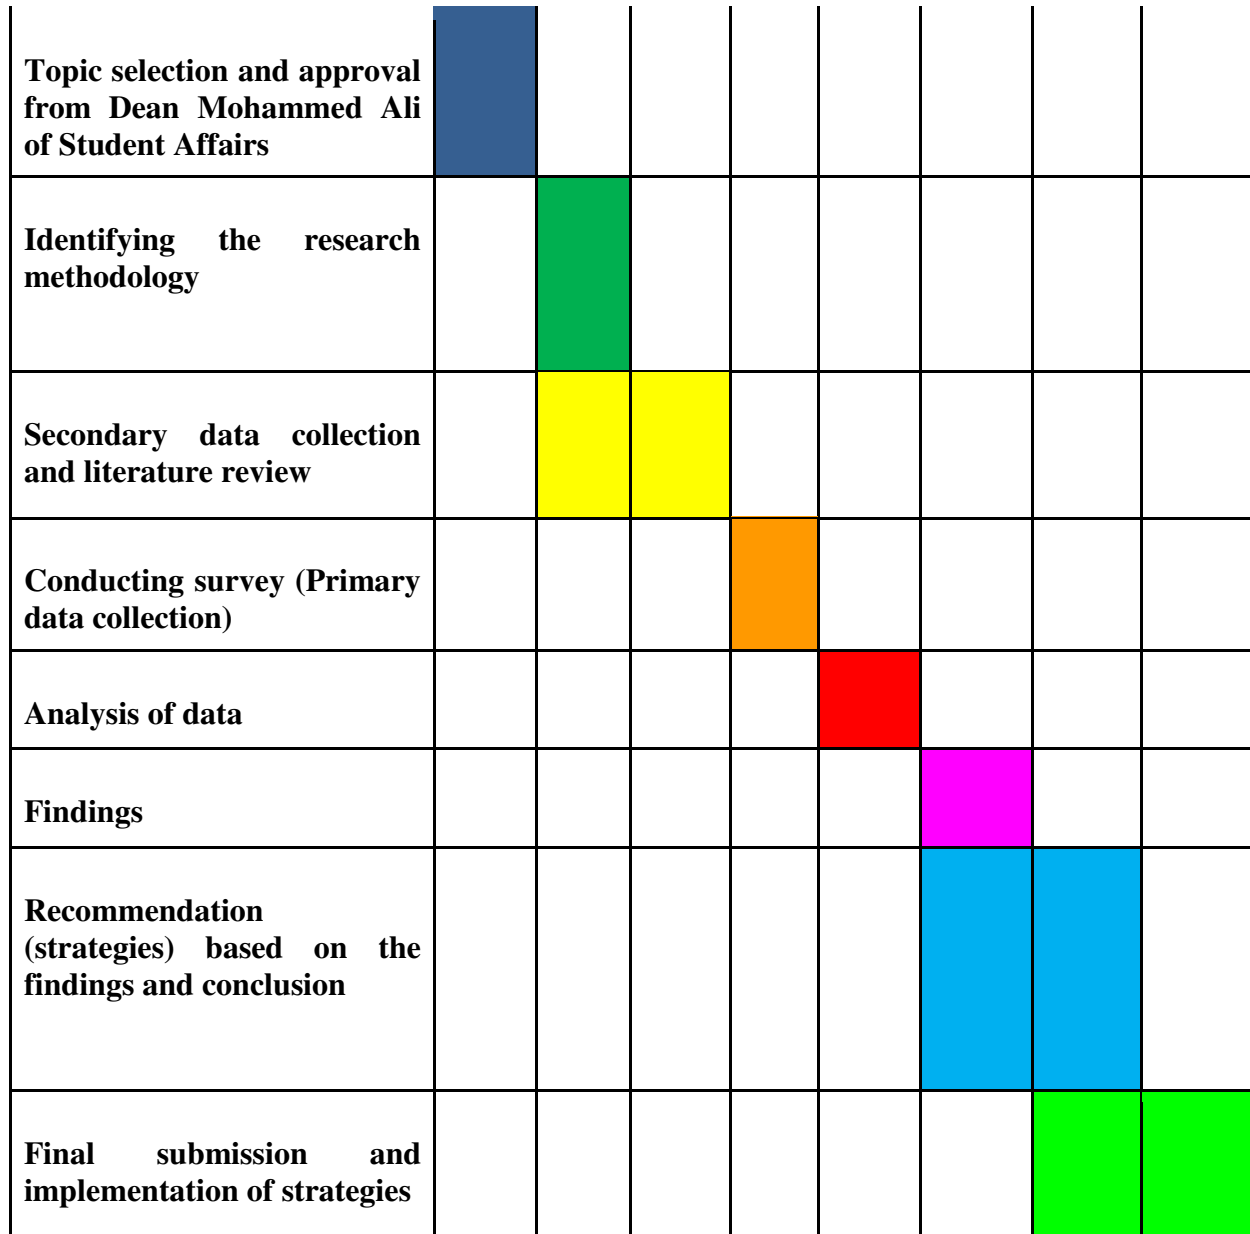 Topic selection and approval
from Dean Mohammed Ali
of Student Affairs
Identifying the research
methodology
Secondary data collection
and literature review
Conducting survey (Primary
data collection)
Analysis of data
Findings
Recommendation
(strategies) based on the
findings and conclusion
Final submission and
implementation of strategies